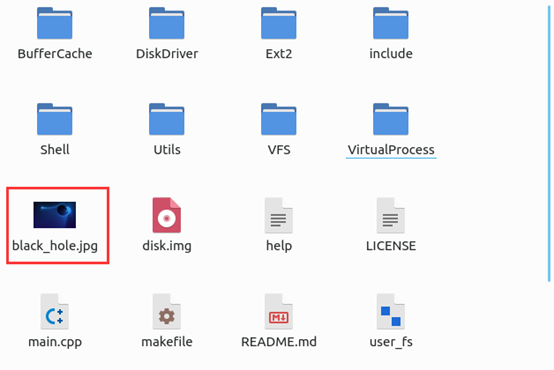 BufferCache
DiskDriver
Ext2
include
Shell
Utils
VFS
VirtualProcess
black_hole.jpg
disk.img
help
LICENSE
main.cpp
makefile
README.md
user_fs